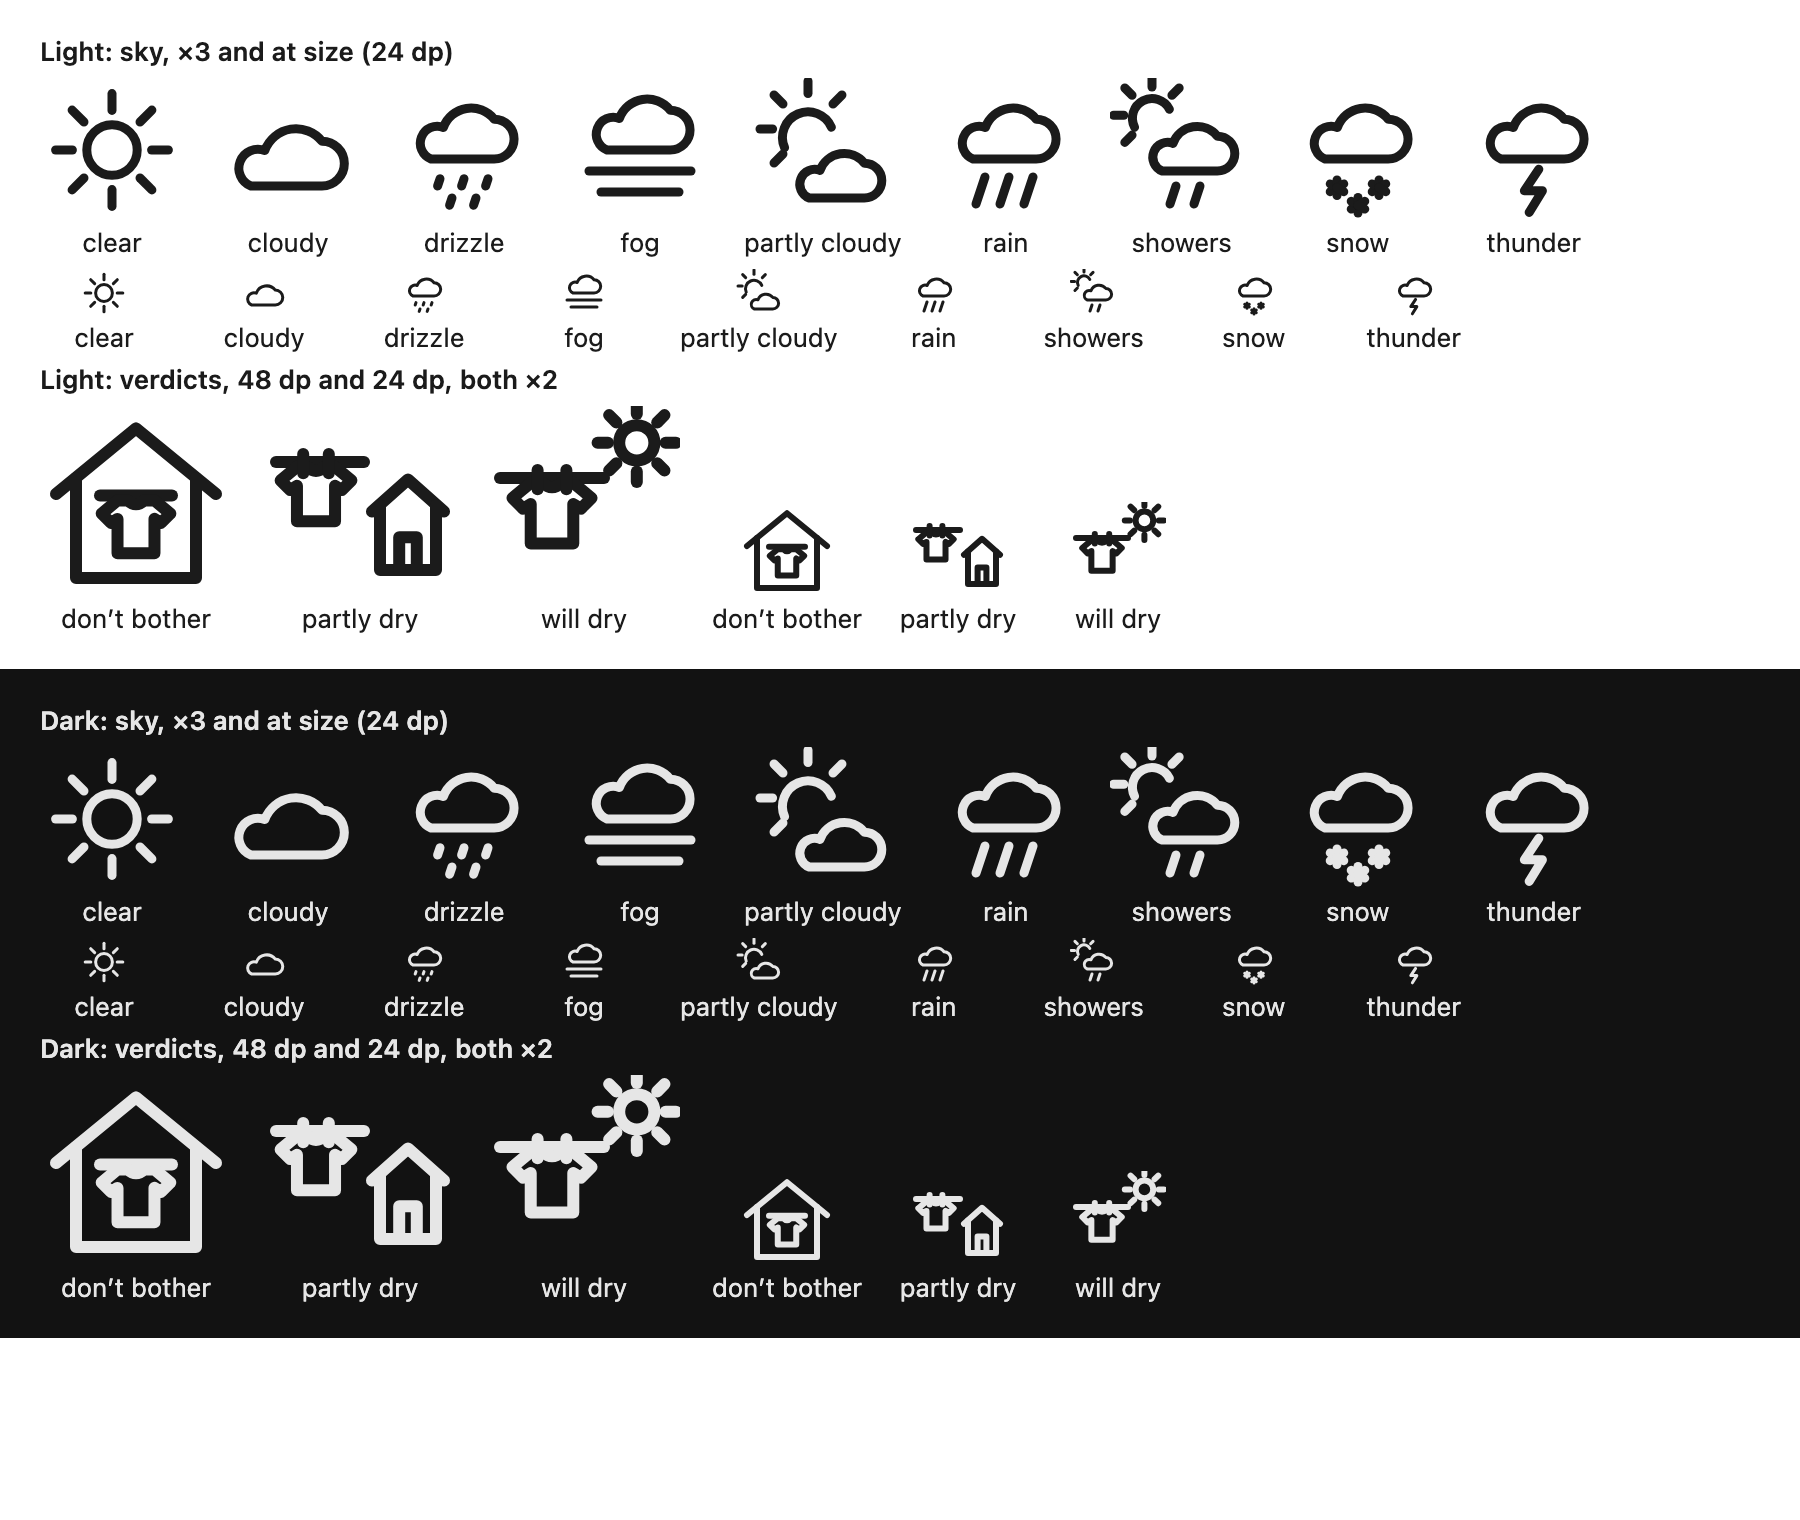 Light: sky, ×3 and at size (24 dp)
clear cloudy drizzle fog partly cloudy rain showers snow thunder
clear cloudy drizzle fog partly cloudy rain showers snow thunder
Light: verdicts, 48 dp and 24 dp, both ×2
don’t bother partly dry will dry don’t bother partly dry will dry
Dark: sky, ×3 and at size (24 dp)
clear cloudy drizzle fog partly cloudy rain showers snow thunder
clear cloudy drizzle fog partly cloudy rain showers snow thunder
Dark: verdicts, 48 dp and 24 dp, both ×2
don’t bother partly dry will dry don’t bother partly dry will dry